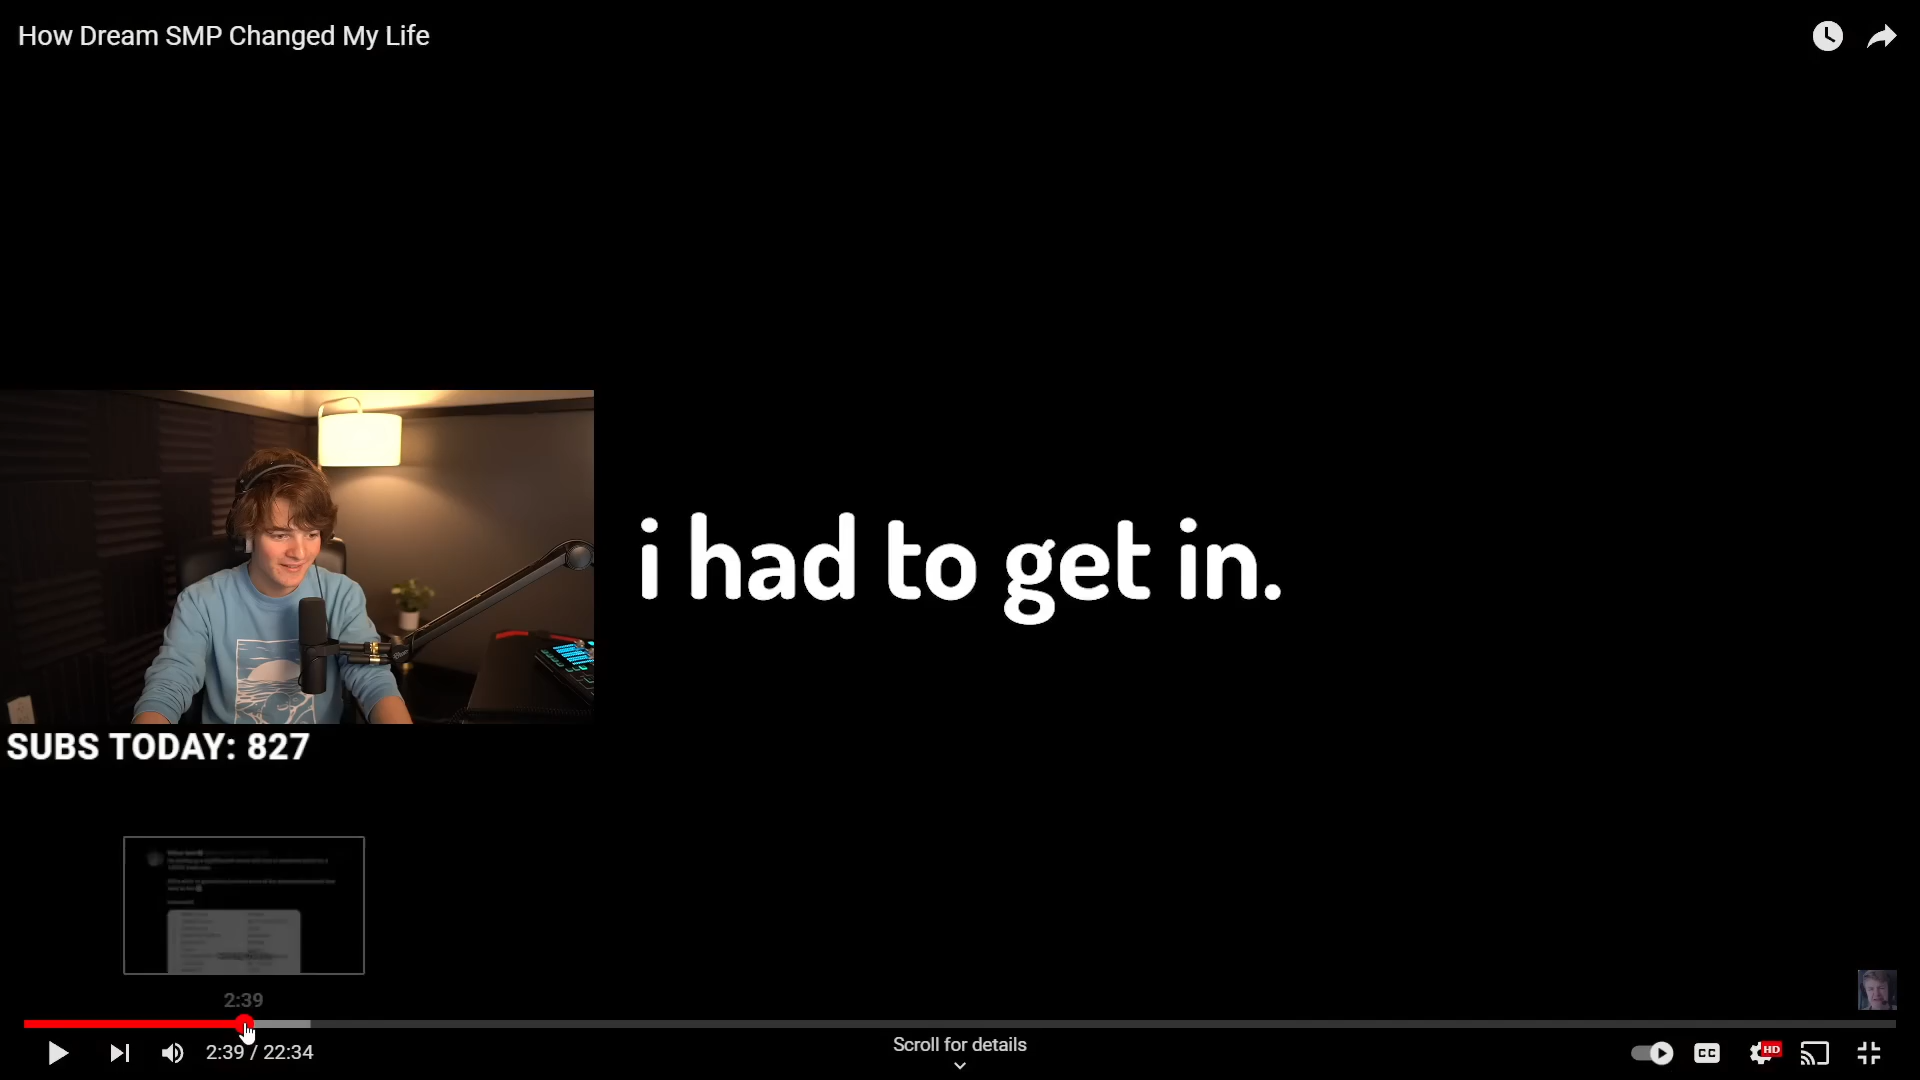 How Dream SMP Changed My Life
i had to get in.
SUBS TODAY: 827
2:39
2:39 / 22:34
Scroll for details
CC
HD